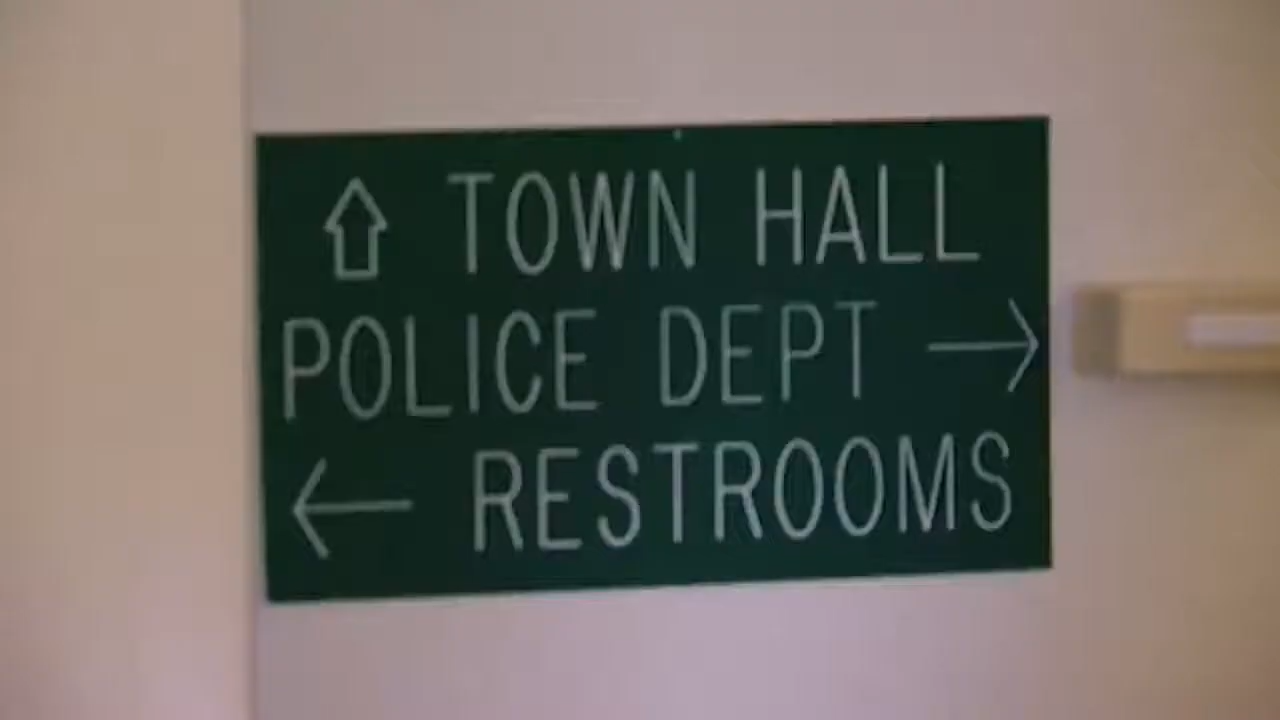 ⇧ TOWN HALL
POLICE DEPT →
← RESTROOMS